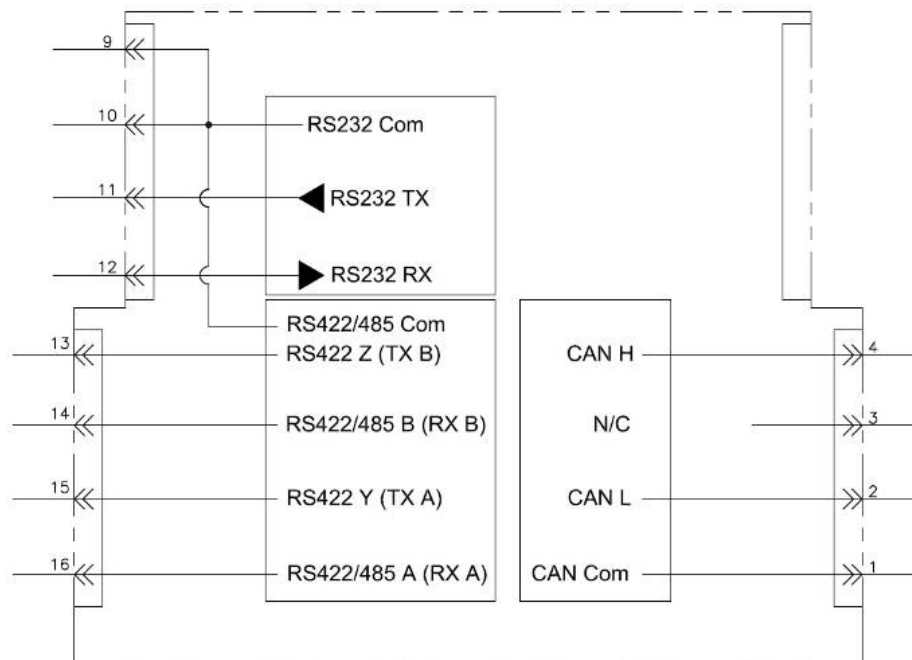 9
10
RS232 Com
11
RS232 TX
12
RS232 RX
RS422/485 Com
13
RS422 Z (TX B)
CAN H
4
14
RS422/485 B (RX B)
N/C
3
15
RS422 Y (TX A)
CAN L
2
16
RS422/485 A (RX A)
CAN Com
1